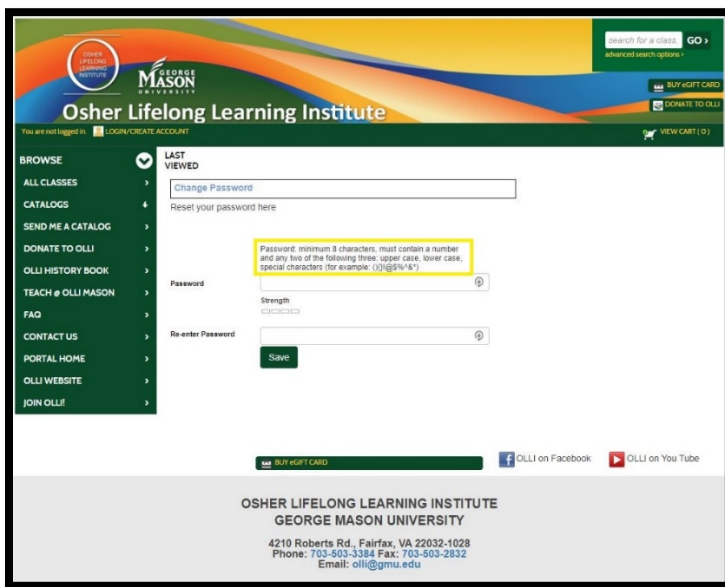 OSHER
LIFELONG
LEARNING
INSTITUTE
GEORGE
MASON
UNIVERSITY
Osher Lifelong Learning Institute
search for a class. GO ›
advanced search options ›
BUY eGIFT CARD
DONATE TO OLLI
You are not logged in. LOGIN/CREATE ACCOUNT
VIEW CART ( 0 )
BROWSE
ALL CLASSES ›
CATALOGS
SEND ME A CATALOG ›
DONATE TO OLLI ›
OLLI HISTORY BOOK ›
TEACH @ OLLI MASON ›
FAQ ›
CONTACT US ›
PORTAL HOME ›
OLLI WEBSITE ›
JOIN OLLI! ›
LAST
VIEWED
Change Password
Reset your password here
Password: minimum 8 characters, must contain a number
and any two of the following three: upper case, lower case,
special characters (for example: (){}!@$%^&*)
Password
Strength
Re-enter Password
Save
BUY eGIFT CARD
OLLI on Facebook
OLLI on You Tube
OSHER LIFELONG LEARNING INSTITUTE
GEORGE MASON UNIVERSITY
4210 Roberts Rd., Fairfax, VA 22032-1028
Phone: 703-503-3384 Fax: 703-503-2832
Email: olli@gmu.edu